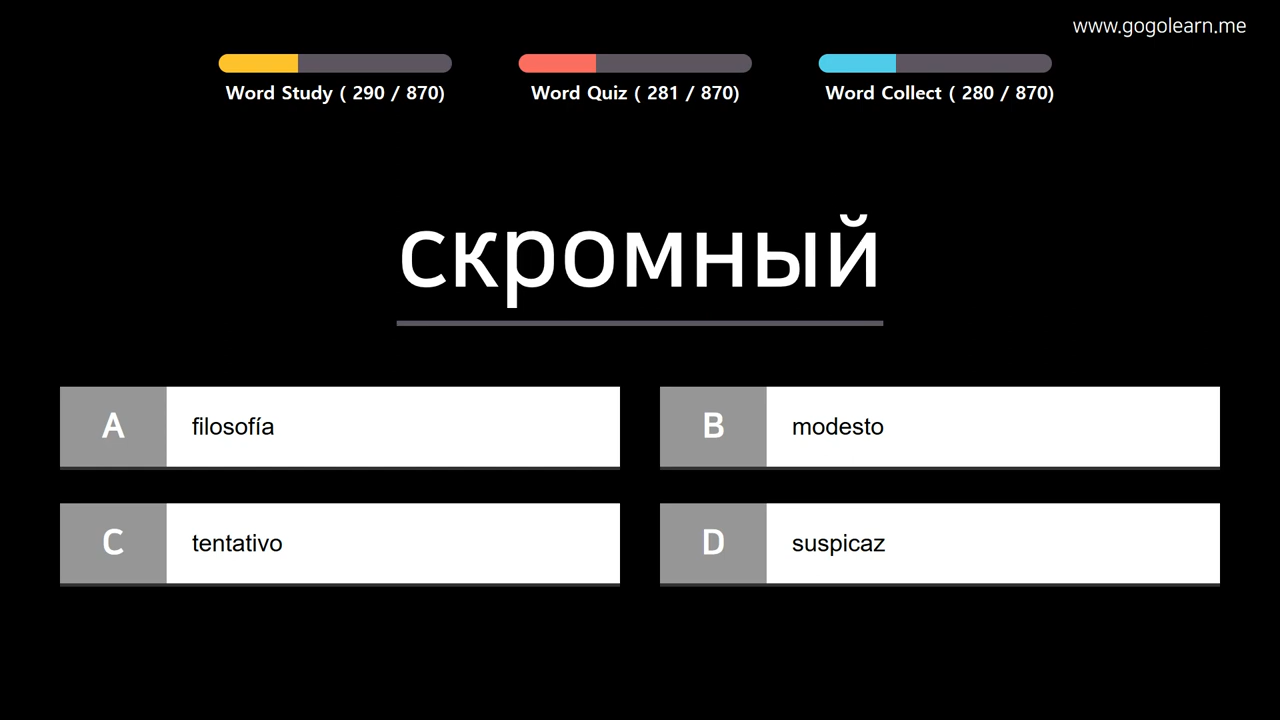 www.gogolearn.me
Word Study ( 290 / 870)
Word Quiz ( 281 / 870)
Word Collect ( 280 / 870)
скромный
A filosofía
B modesto
C tentativo
D suspicaz